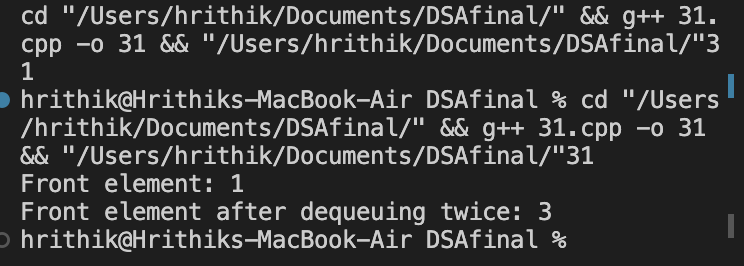 cd "/Users/hrithik/Documents/DSAfinal/" && g++ 31.
cpp -o 31 && "/Users/hrithik/Documents/DSAfinal/"3
1
hrithik@Hrithiks-MacBook-Air DSAfinal % cd "/Users
/hrithik/Documents/DSAfinal/" && g++ 31.cpp -o 31
&& "/Users/hrithik/Documents/DSAfinal/"31
Front element: 1
Front element after dequeuing twice: 3
hrithik@Hrithiks-MacBook-Air DSAfinal %